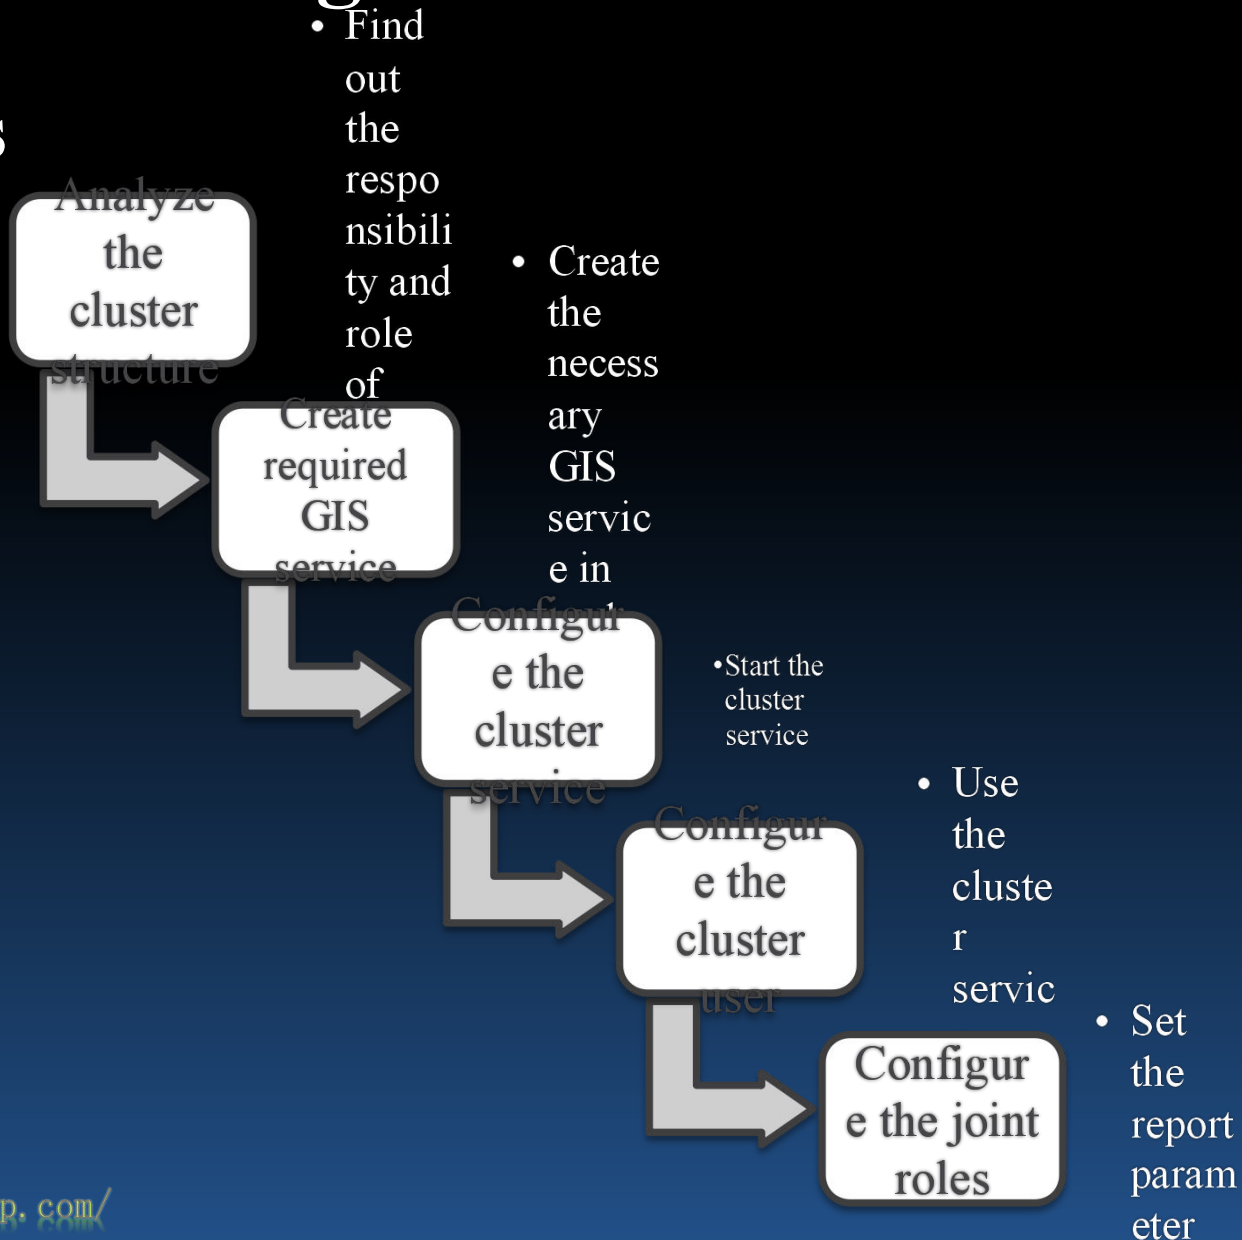 • Find
out
the
respo
nsibili
ty and
role
of
Analyze
the
cluster
structure
• Create
the
necess
ary
GIS
servic
e in
Create
required
GIS
service
•Start the
cluster
service
Configur
e the
cluster
service
• Use
the
cluste
r
servic
Configur
e the
cluster
user
• Set
the
report
param
eter
Configur
e the joint
roles
p.com/